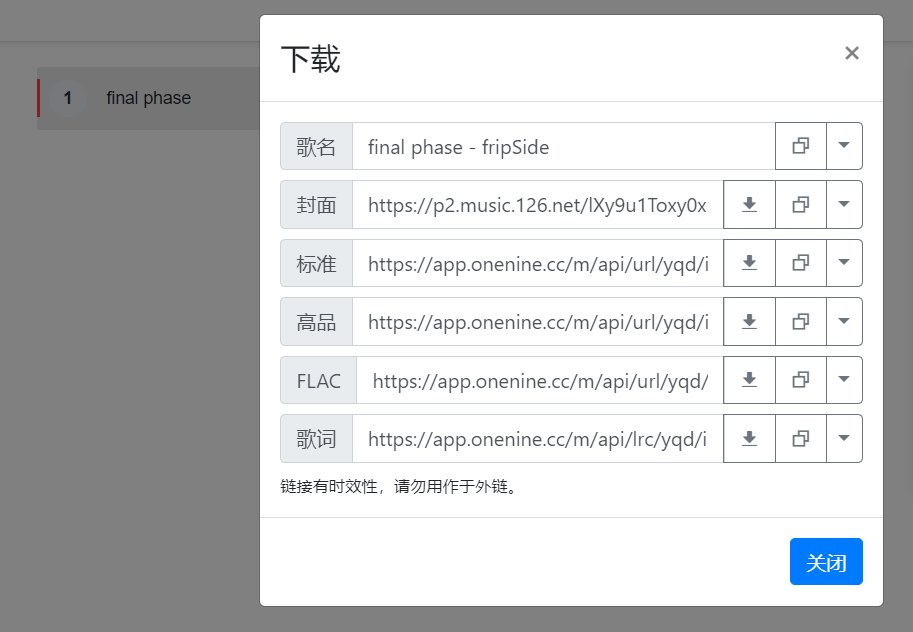 下载
×
1 final phase
歌名 final phase - fripSide
封面 https://p2.music.126.net/lXy9u1Toxy0x
标准 https://app.onenine.cc/m/api/url/yqd/i
高品 https://app.onenine.cc/m/api/url/yqd/i
FLAC https://app.onenine.cc/m/api/url/yqd/
歌词 https://app.onenine.cc/m/api/lrc/yqd/i
链接有时效性，请勿用作于外链。
关闭